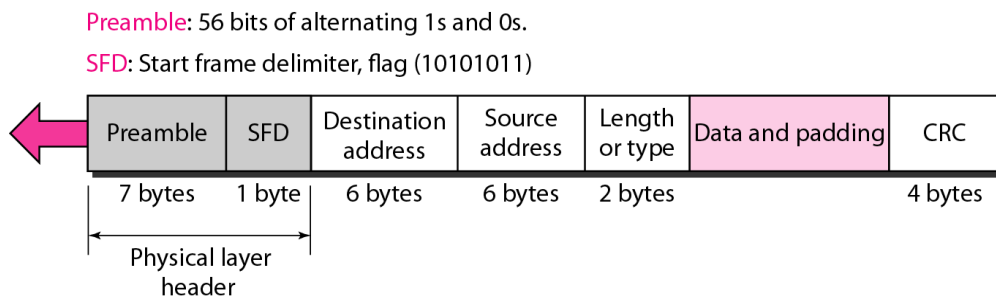 Preamble: 56 bits of alternating 1s and 0s.
SFD: Start frame delimiter, flag (10101011)
Preamble
SFD
Destination
address
Source
address
Length
or type
Data and padding
CRC
7 bytes
1 byte
6 bytes
6 bytes
2 bytes
4 bytes
Physical layer
header